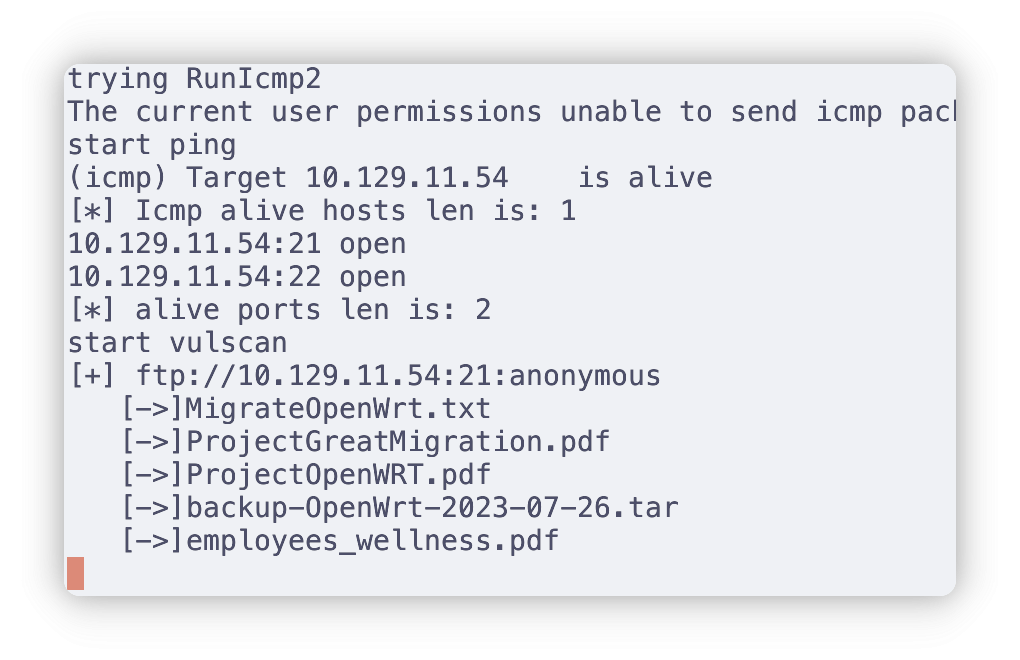 trying RunIcmp2
The current user permissions unable to send icmp
start ping
(icmp) Target 10.129.11.54    is alive
[*] Icmp alive hosts len is: 1
10.129.11.54:21 open
10.129.11.54:22 open
[*] alive ports len is: 2
start vulscan
[+] ftp://10.129.11.54:21:anonymous
   [->]MigrateOpenWrt.txt
   [->]ProjectGreatMigration.pdf
   [->]ProjectOpenWRT.pdf
   [->]backup-OpenWrt-2023-07-26.tar
   [->]employees_wellness.pdf